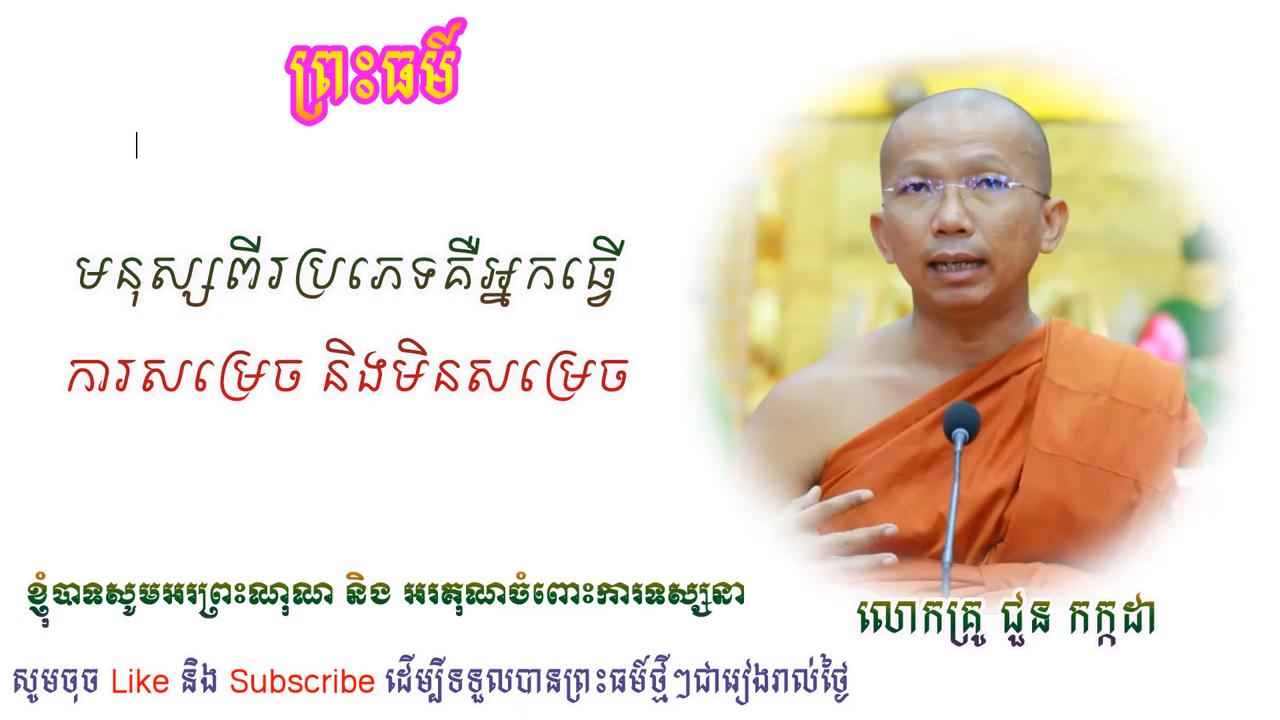 ព្រះធម៌
មនុស្សពីរប្រភេទគឺអ្នកធ្វើ
ការសម្រេច និងមិនសម្រេច
ខ្ញុំបាទសូមអរព្រះណុណ និង អរគុណចំពោះការទស្សនា
លោកគ្រូ ជួន កក្កដា
សូមចុច Like និង Subscribe ដើម្បីទទួលបានព្រះធម៌ថ្មីៗជារៀងរាល់ថ្ងៃ